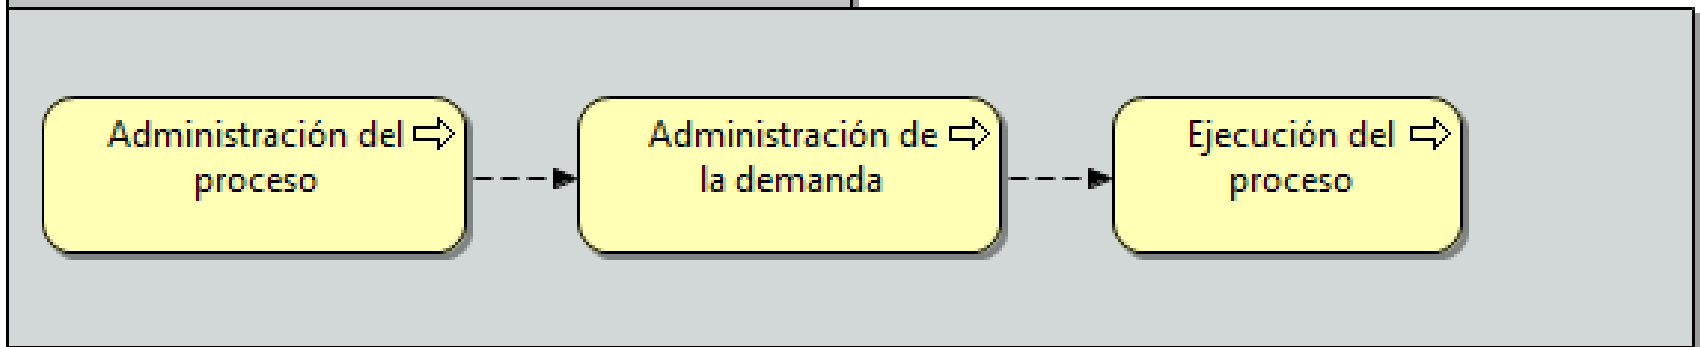 Administración del
proceso
Administración de
la demanda
Ejecución del
proceso